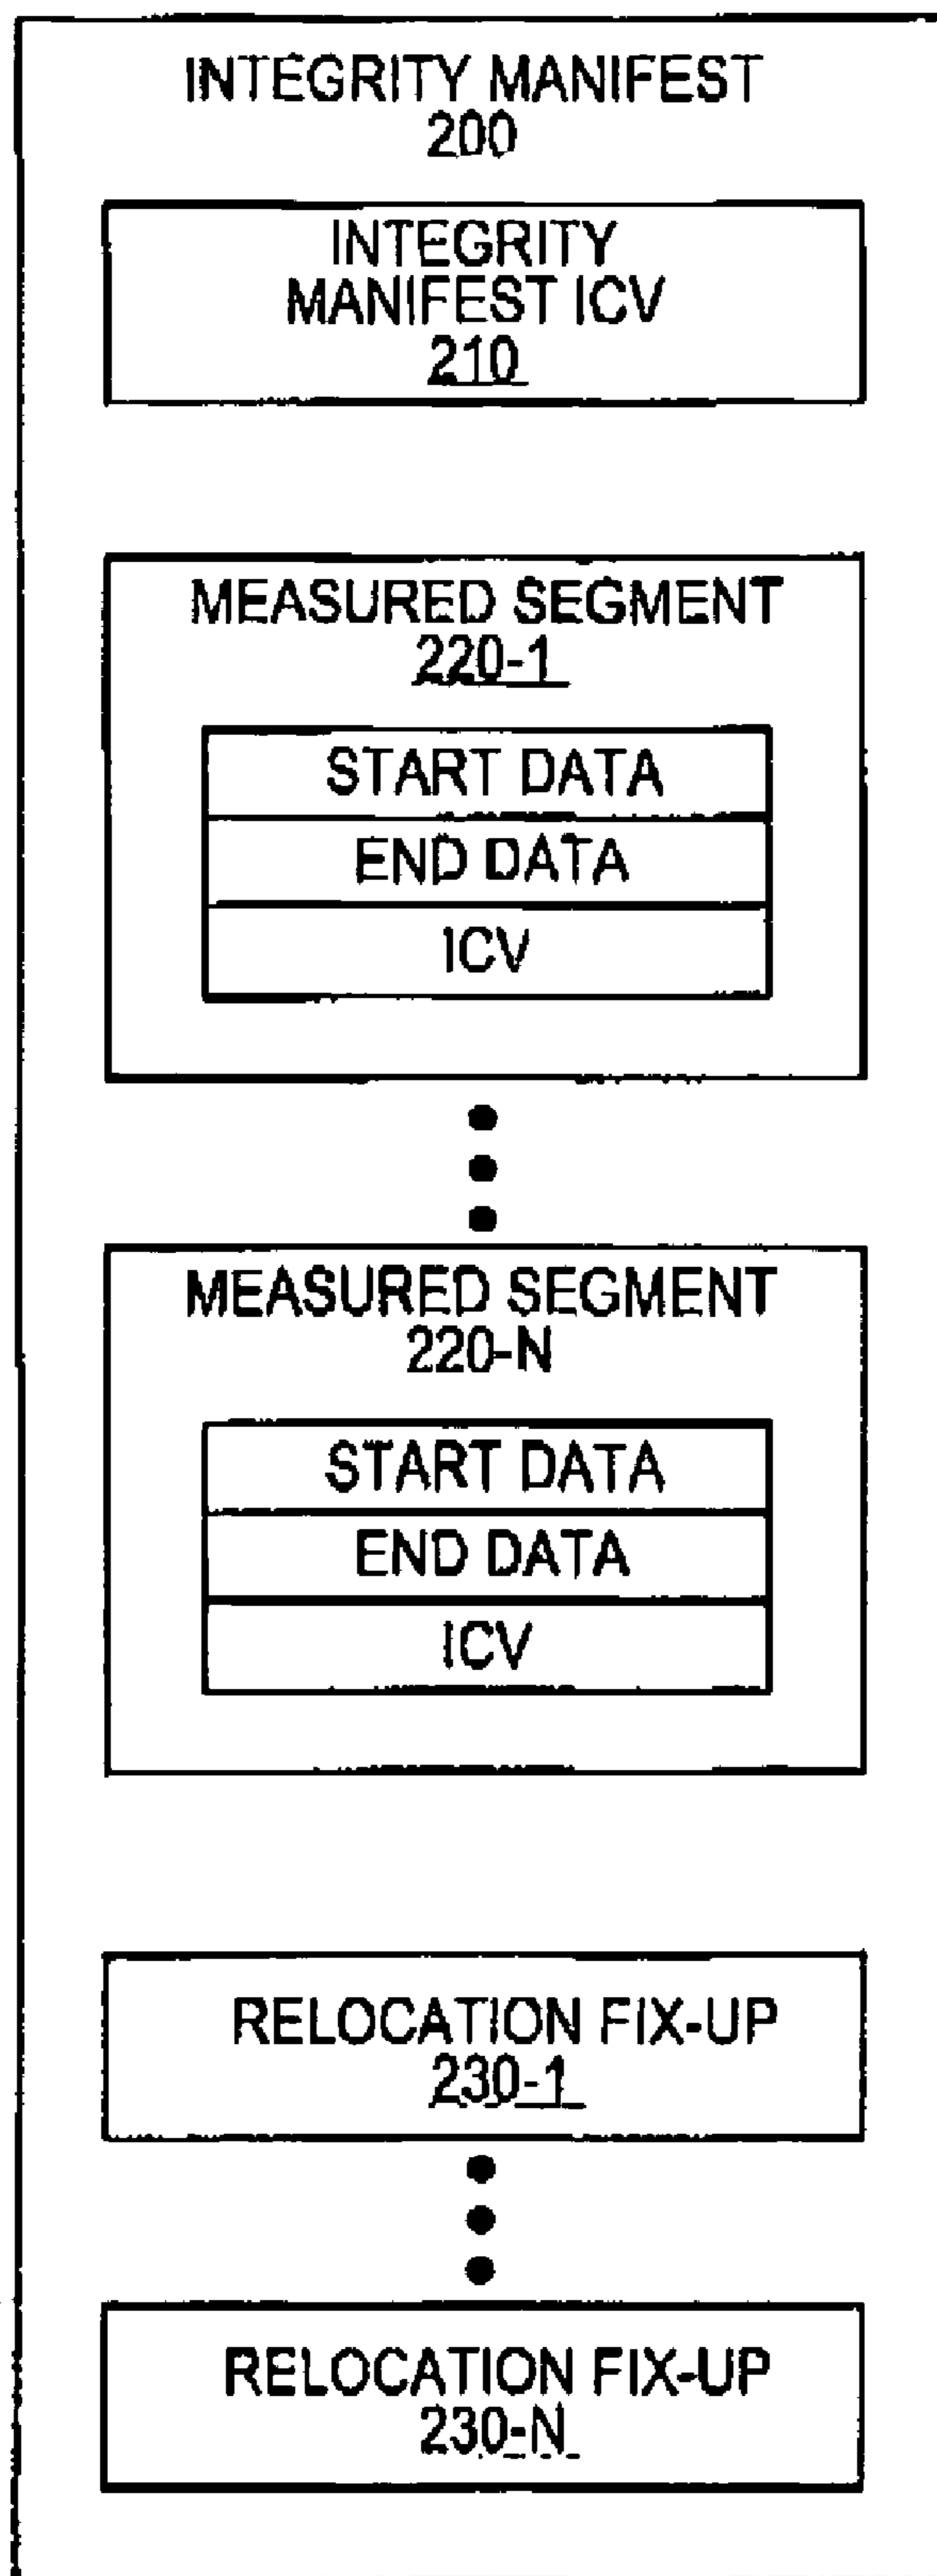 INTEGRITY MANIFEST
200
INTEGRITY
MANIFEST ICV
210
MEASURED SEGMENT
220-1
START DATA
END DATA
ICV
MEASURED SEGMENT
220-N
START DATA
END DATA
ICV
RELOCATION FIX-UP
230-1
RELOCATION FIX-UP
230-N